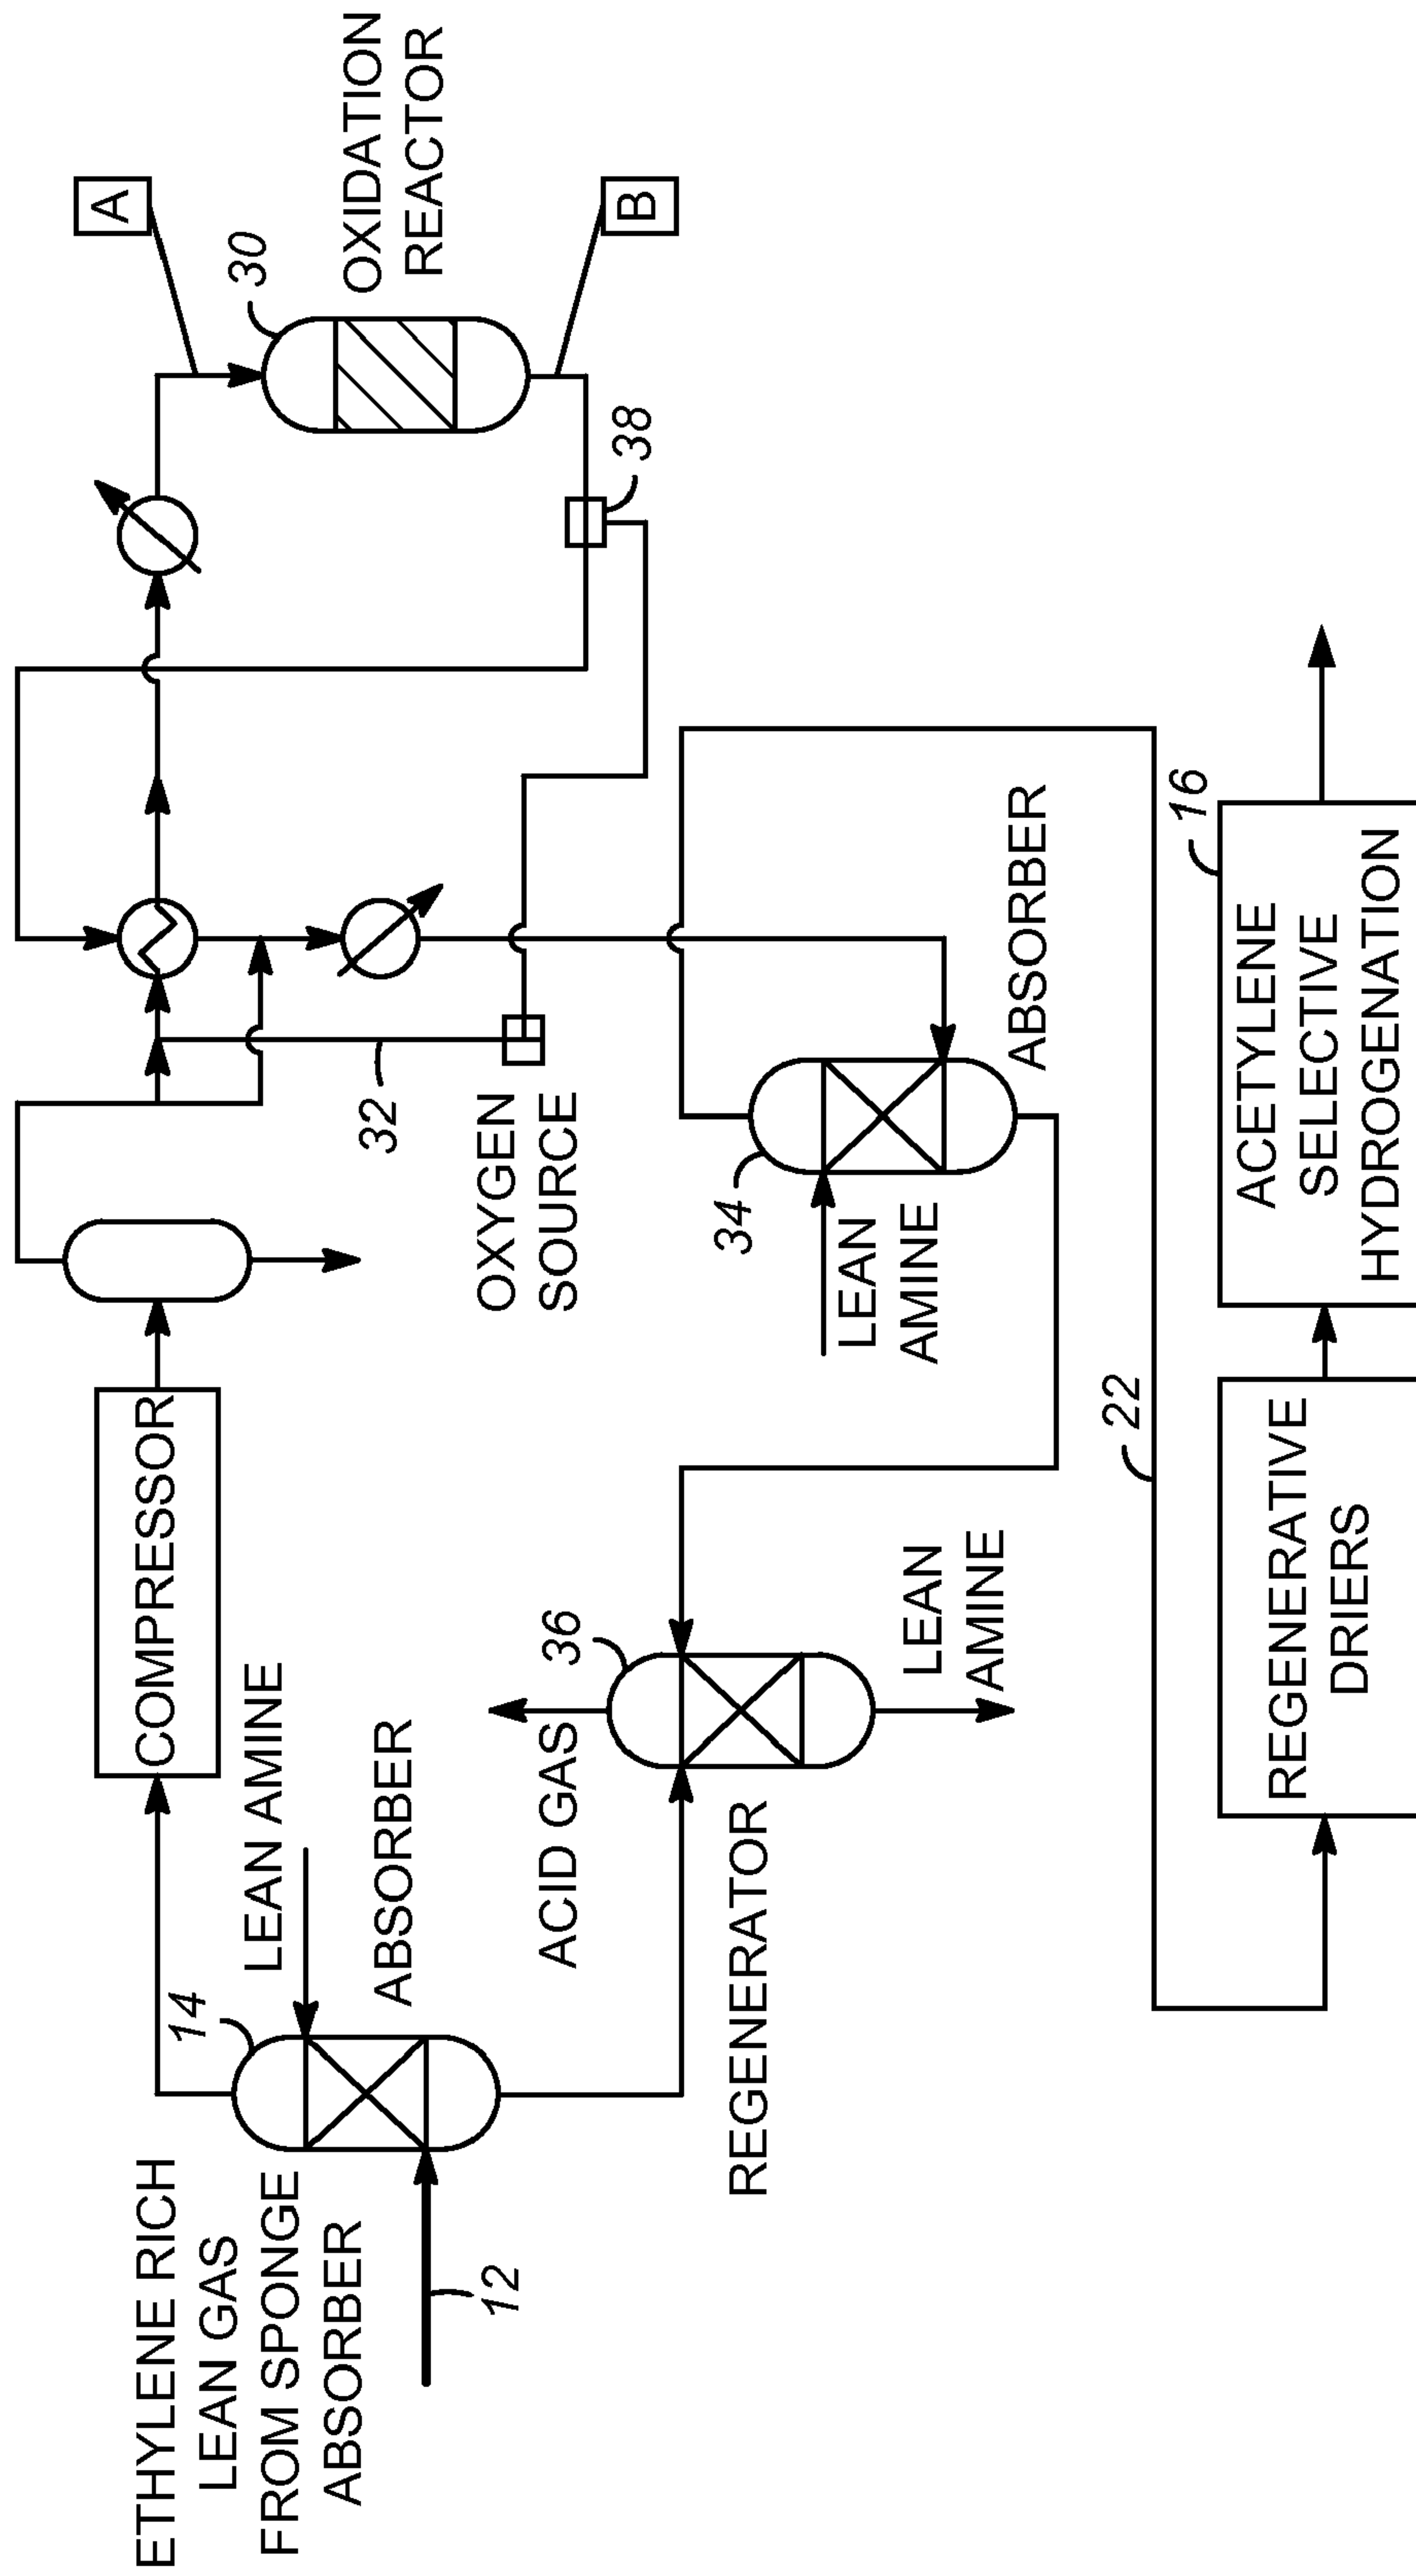 ETHYLENE RICH
LEAN GAS
FROM SPONGE
ABSORBER
12
14
LEAN AMINE
ABSORBER
COMPRESSOR
ACID GAS
36
REGENERATOR
LEAN
AMINE
32
OXYGEN
SOURCE
34
LEAN
AMINE
ABSORBER
A
30
OXIDATION
REACTOR
B
38
22
REGENERATIVE
DRIERS
16
ACETYLENE
SELECTIVE
HYDROGENATION